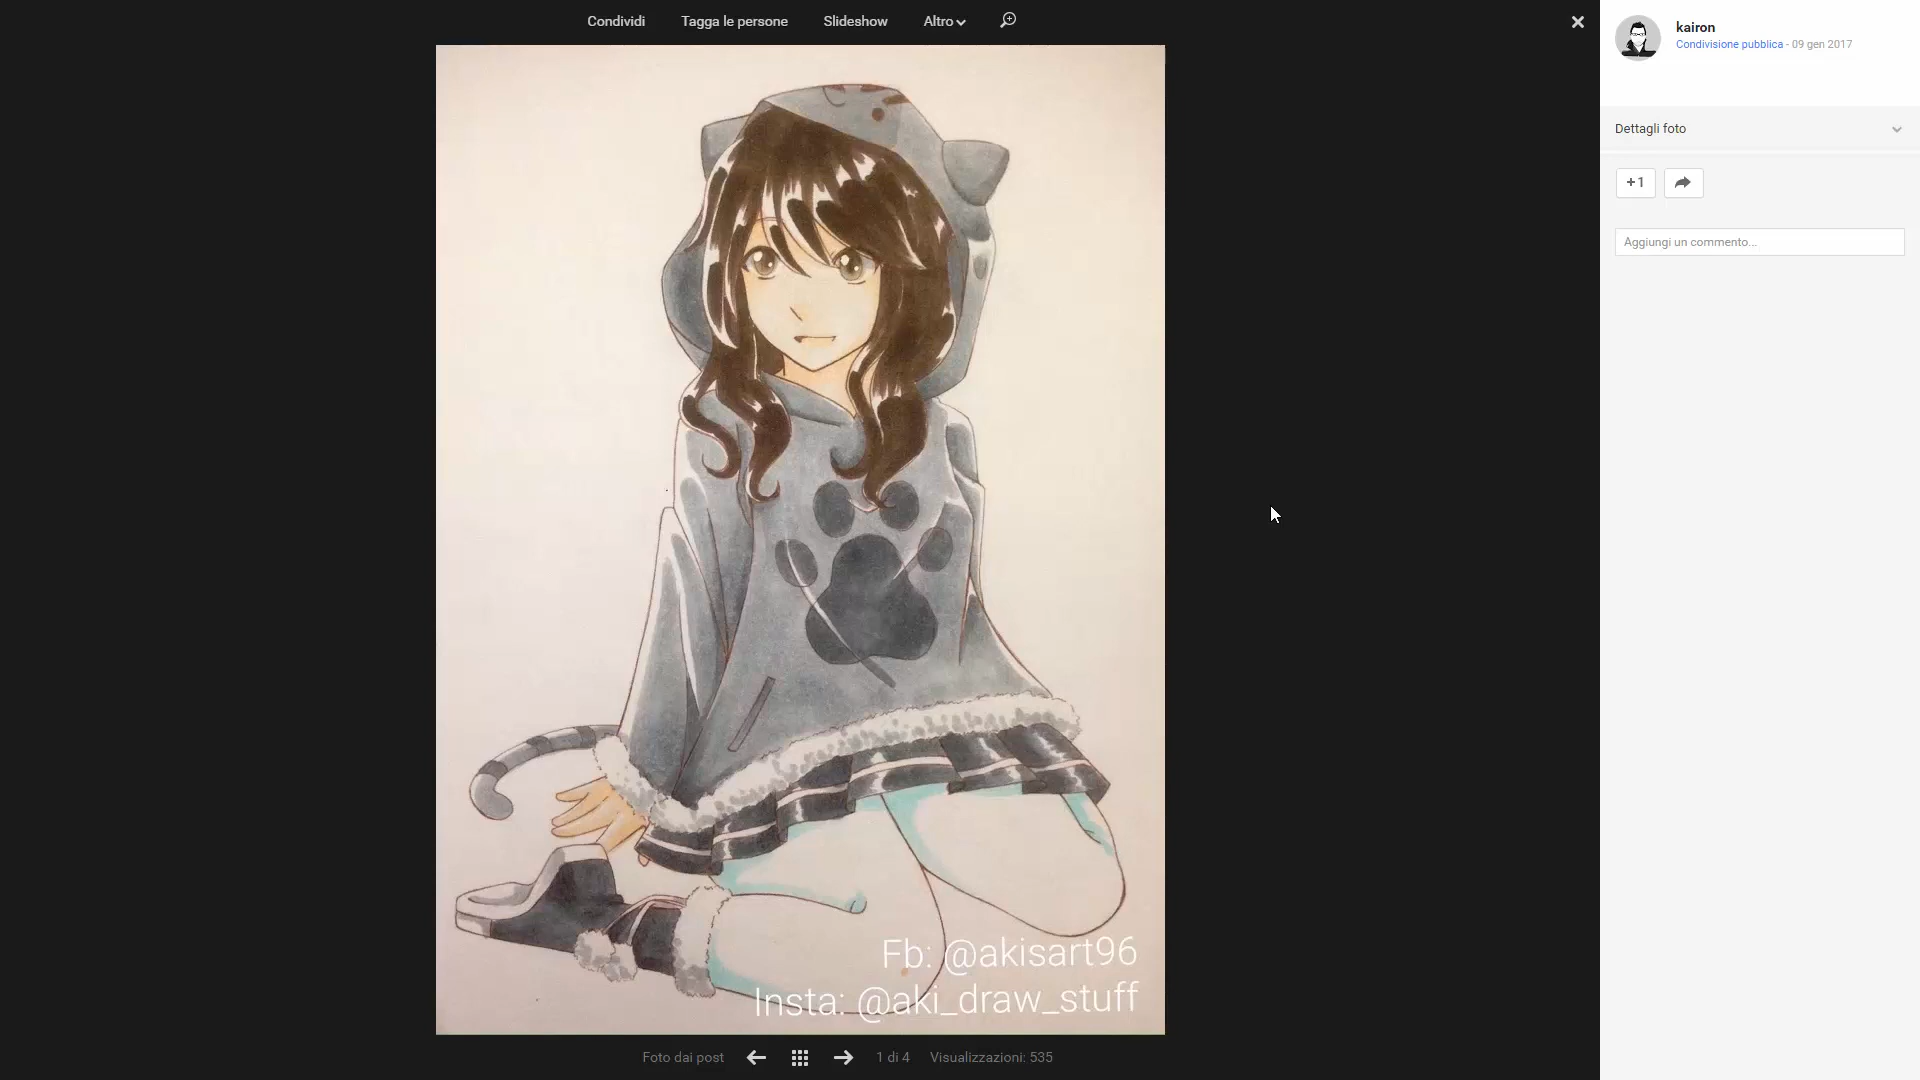 Condividi Tagga le persone Slideshow Altro
kairon
Condivisione pubblica - 09 gen 2017
Dettagli foto
+1
Aggiungi un commento...
Fb: @akisart96
Insta: @aki_draw_stuff
Foto dai post 1 di 4 Visualizzazioni: 535